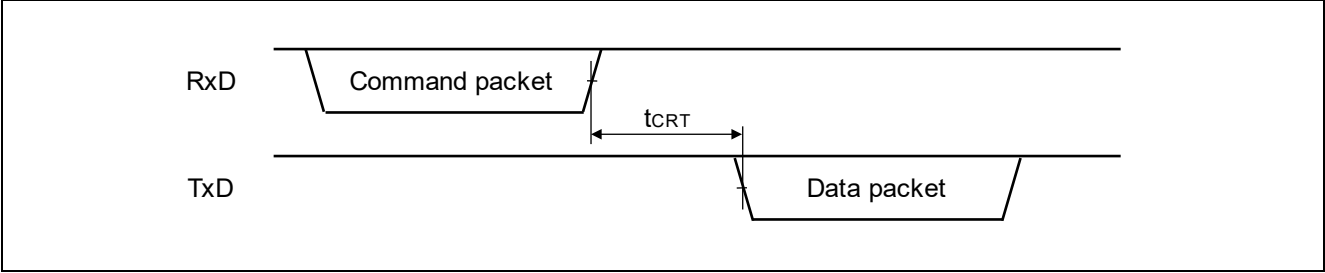 RxD
Command packet
tCRT
TxD
Data packet